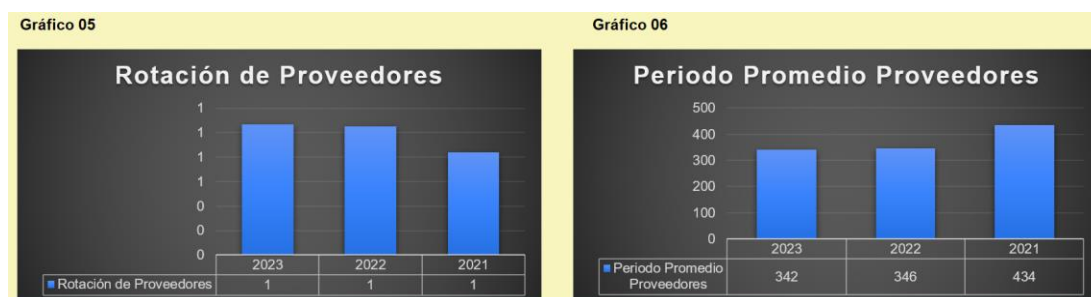 Gráfico 05
Rotación de Proveedores
1
1
1
1
0
0
0
2023 2022 2021
Rotación de Proveedores 1 1 1
Gráfico 06
Periodo Promedio Proveedores
500
400
300
200
100
0
2023 2022 2021
Periodo Promedio
Proveedores 342 346 434